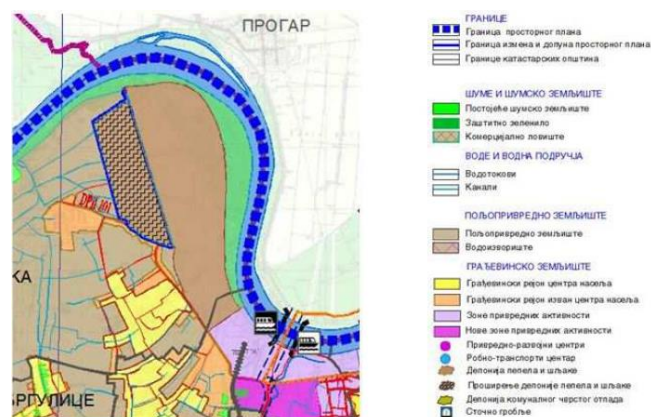 ПРОГАР
КА
РГУЛИЦЕ
ГРАНИЦЕ
Граница просторног плана
Граница измена и допуна просторног плана
Границе катастарских општина
ШУМЕ И ШУМСКО ЗЕМЉИШТЕ
Постојеће шумско земљиште
Заштитно зеленило
Комерцијално ловиште
ВОДЕ И ВОДНА ПОДРУЧЈА
Водотокови
Канали
ПОЉОПРИВРЕДНО ЗЕМЉИШТЕ
Пољопривредно земљиште
Водоизвориште
ГРАЂЕВИНСКО ЗЕМЉИШТЕ
Грађевински рејон центра насеља
Грађевински рејон изван центра насеља
Зоне привредних активности
Нове зоне привредних активности
Привредно-развојни центри
Робно-транспорти центар
Депонија пепела и шљаке
Проширење депоније пепела и шљаке
Депонија комуналног черстог отпада
Сточно гробље